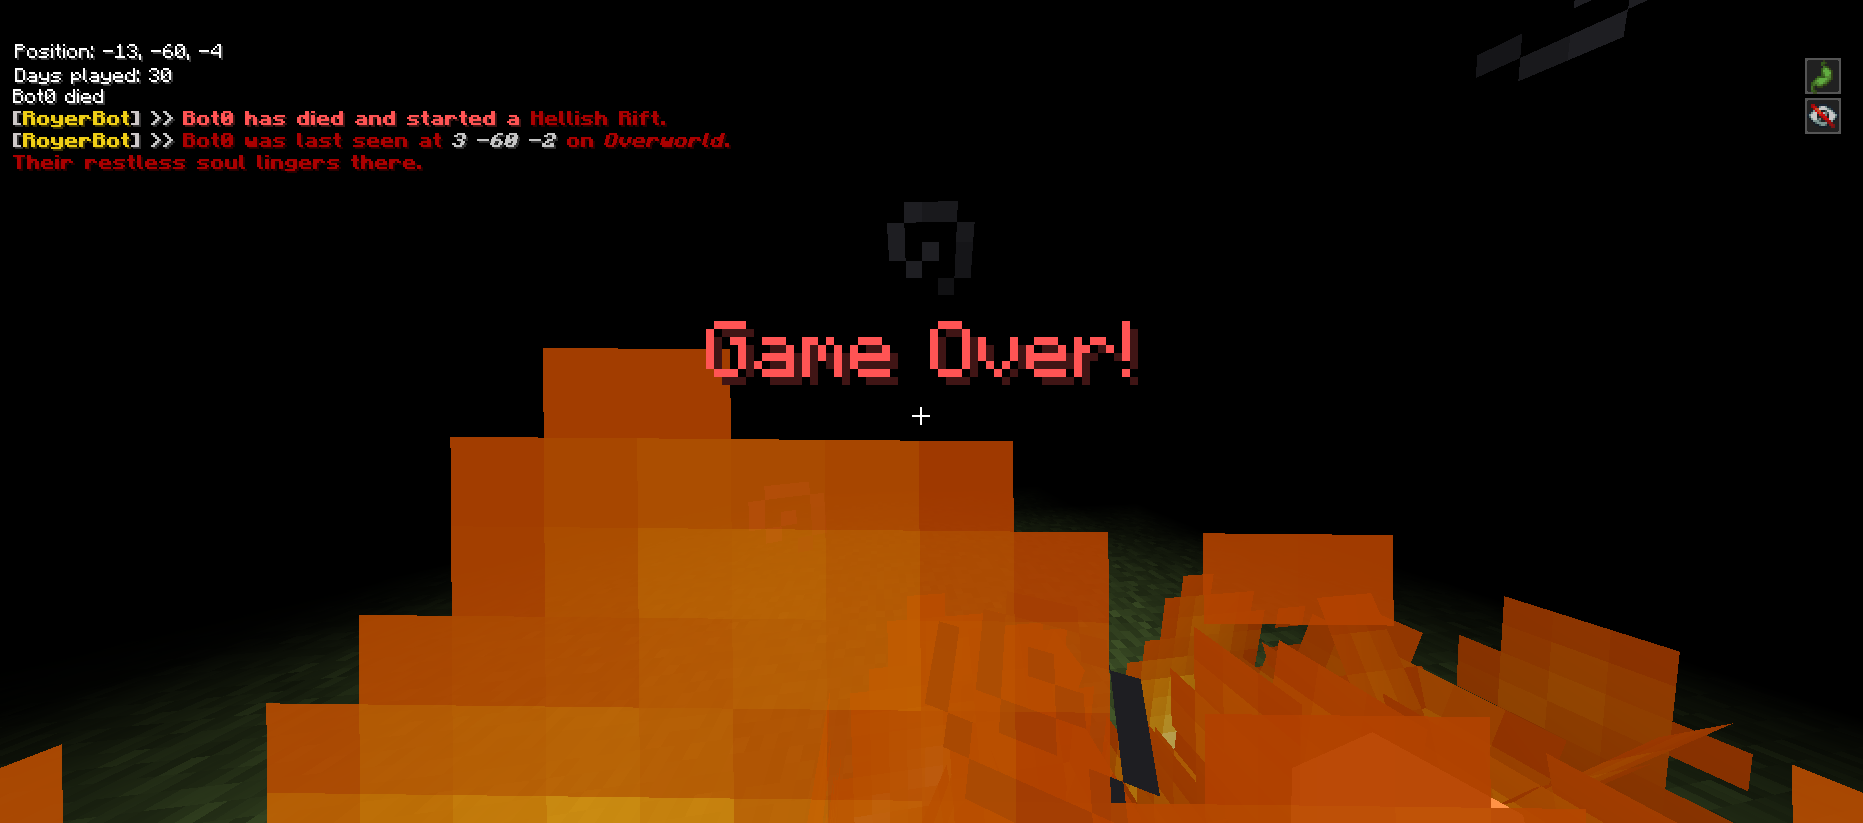 Position: -13, -60, -4
Days played: 30
Bot0 died
[RoyerBot] >> Bot0 has died and started a Hellish Rift.
[RoyerBot] >> Bot0 was last seen at 3 -60 -2 on Overworld.
Their restless soul lingers there.
Game Over!